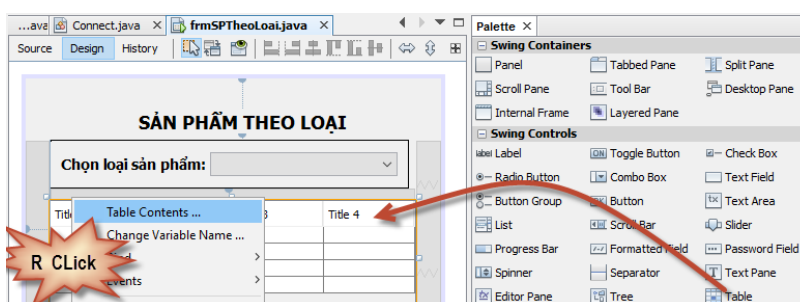 ...ava Connect.java frmSPTheoLoai.java
Source Design History
SẢN PHẨM THEO LOẠI
Chọn loại sản phẩm:
Title 4
Table Contents ...
Change Variable Name ...
Events
R CLick
Palette
Swing Containers
Panel Tabbed Pane Split Pane
Scroll Pane Tool Bar Desktop Pane
Internal Frame Layered Pane
Swing Controls
label Label ON Toggle Button Check Box
Radio Button Combo Box Text Field
Button Group Button Text Area
List Scroll Bar Slider
Progress Bar Formatted Field Password Field
Spinner Separator Text Pane
Editor Pane Tree Table